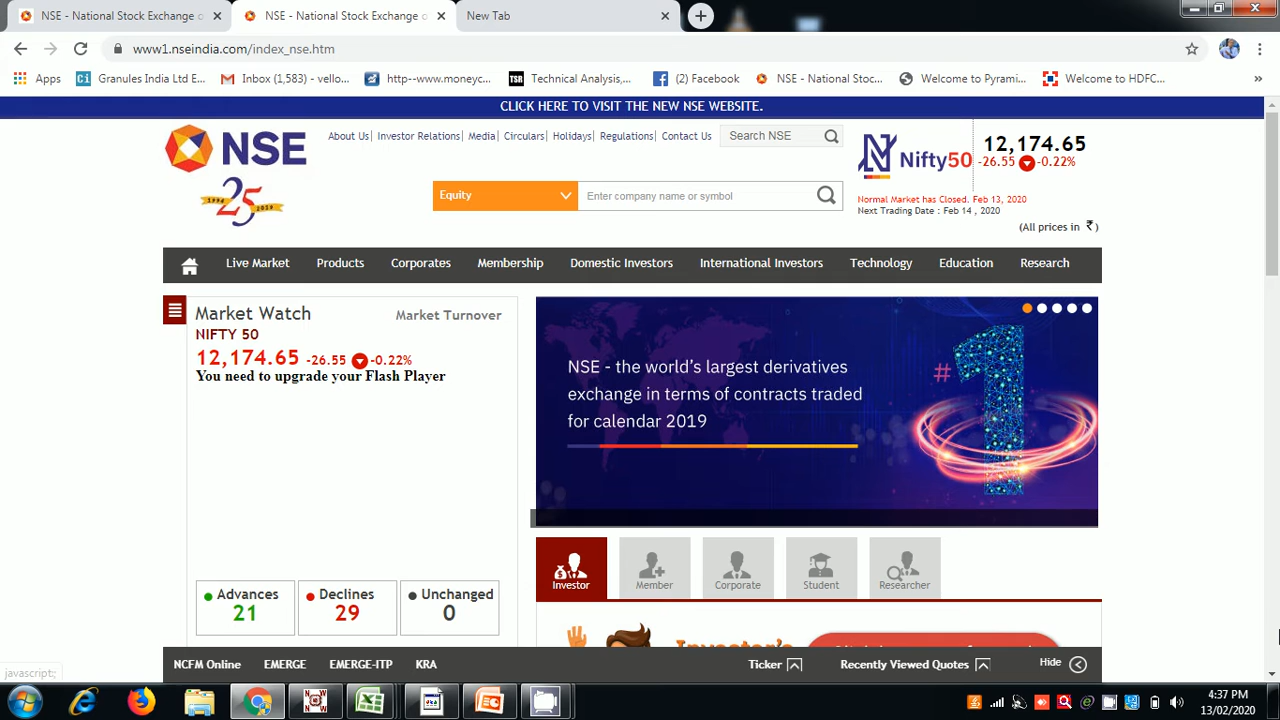 NSE - National Stock Exchange o
NSE - National Stock Exchange o
New Tab
www1.nseindia.com/index_nse.htm
Apps
Granules India Ltd E...
Inbox (1,583) - vello...
http--www.moneyc...
Technical Analysis,...
(2) Facebook
NSE - National Stoc...
Welcome to Pyrami...
Welcome to HDFC...
CLICK HERE TO VISIT THE NEW NSE WEBSITE.
NSE
About Us| Investor Relations| Media| Circulars| Holidays| Regulations| Contact Us
Search NSE
Equity
Enter company name or symbol
Nifty50
12,174.65
-26.55 -0.22%
Normal Market has Closed. Feb 13, 2020
Next Trading Date : Feb 14 , 2020
(All prices in ₹ )
Live Market
Products
Corporates
Membership
Domestic Investors
International Investors
Technology
Education
Research
Market Watch
Market Turnover
NIFTY 50
12,174.65 -26.55 -0.22%
You need to upgrade your Flash Player
NSE - the world's largest derivatives
exchange in terms of contracts traded
for calendar 2019
#1
Investor
Member
Corporate
Student
Researcher
Advances
21
Declines
29
Unchanged
0
Investor's
NCFM Online
EMERGE
EMERGE-ITP
KRA
Ticker
Recently Viewed Quotes
Hide
javascript:;
4:37 PM
13/02/2020